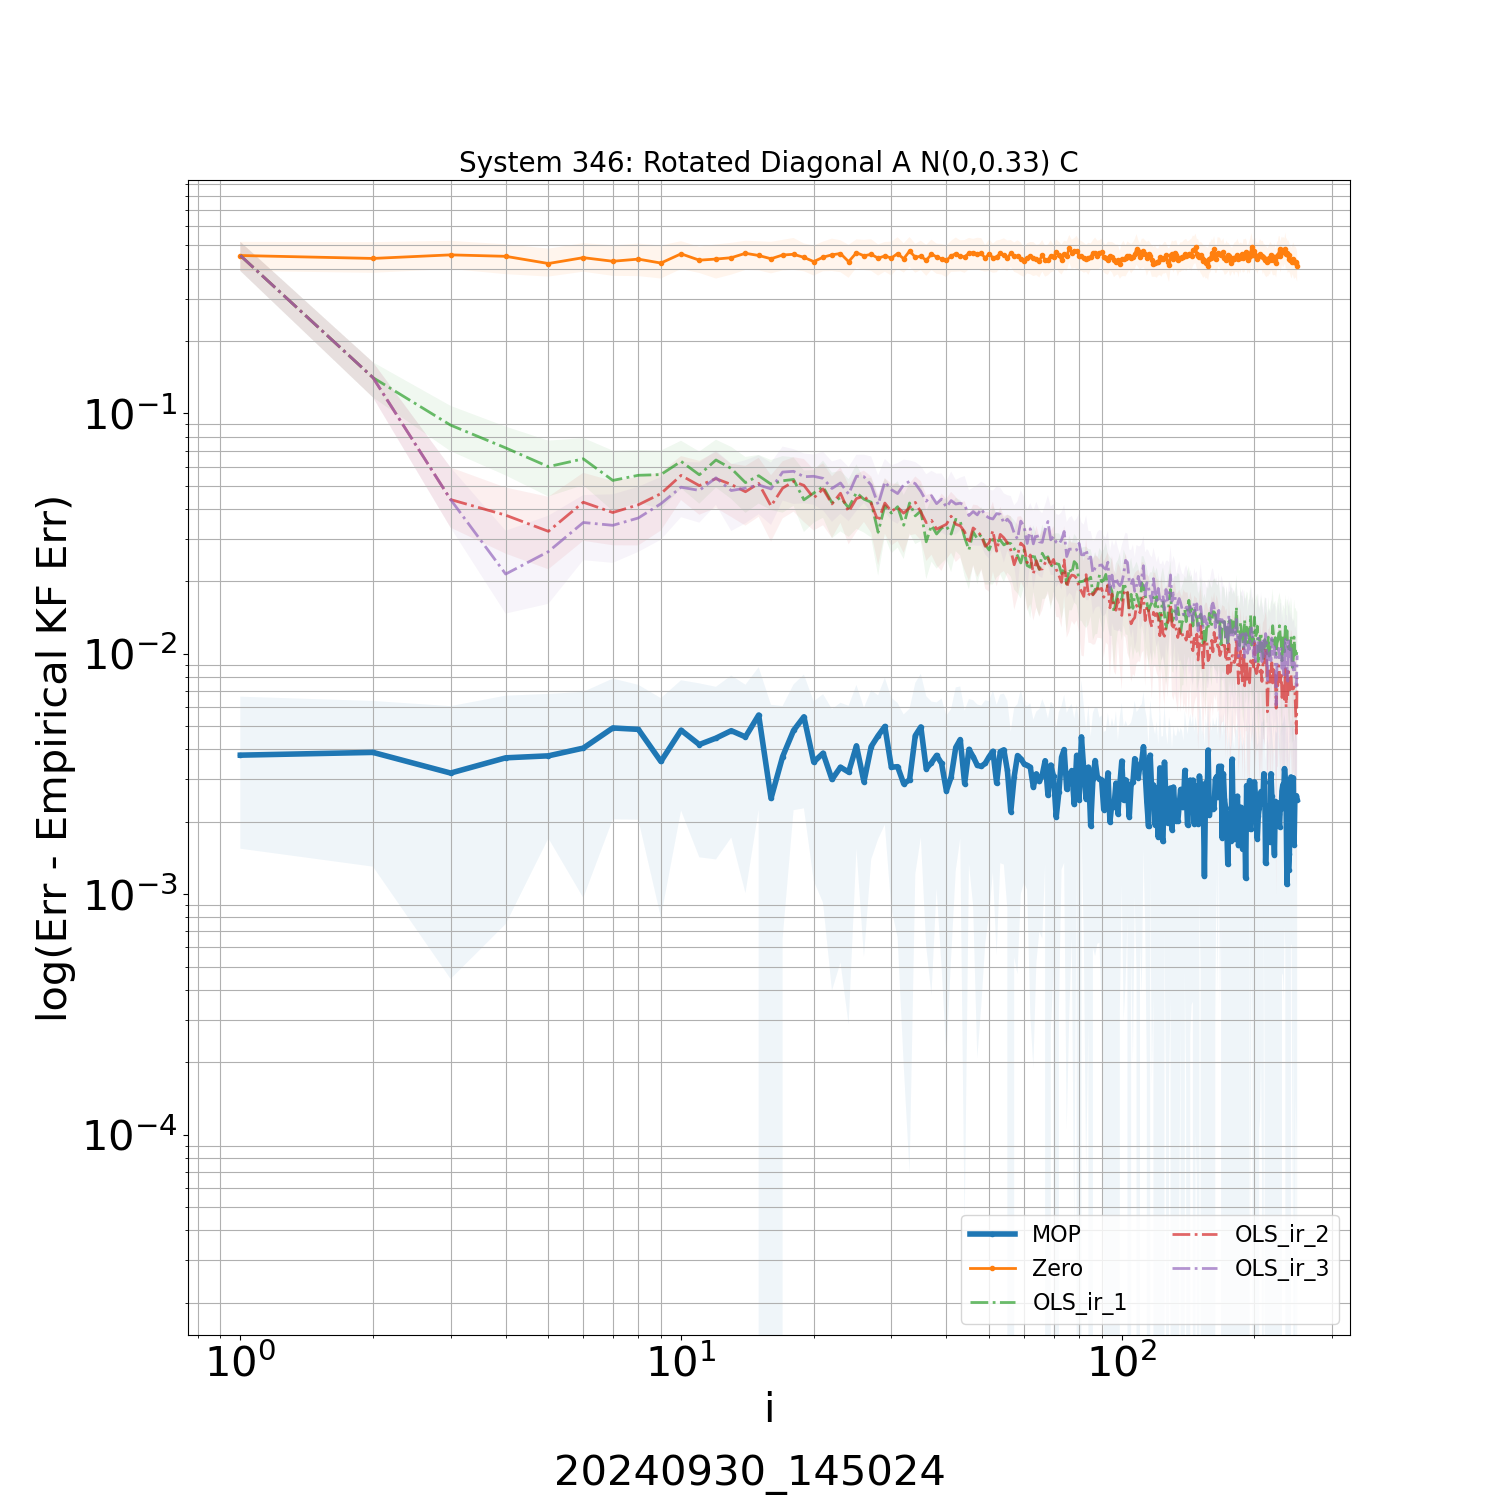 System 346: Rotated Diagonal A N(0,0.33) C
log(Err - Empirical KF Err)
10⁻¹
10⁻²
10⁻³
10⁻⁴
MOP
Zero
OLS_ir_1
OLS_ir_2
OLS_ir_3
10⁰
10¹
10²
i
20240930_145024